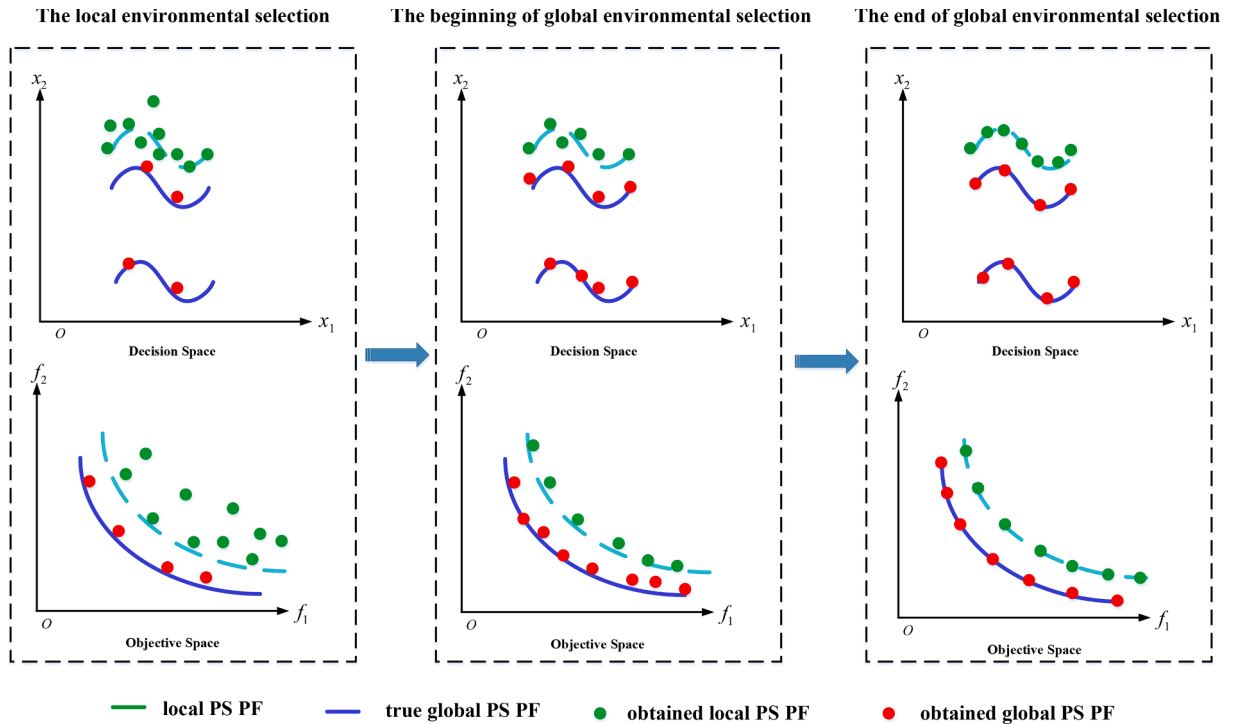 The local environmental selection
The beginning of global environmental selection
The end of global environmental selection
x2
x2
x2
O
x1
O
x1
O
x1
Decision Space
Decision Space
Decision Space
f2
f2
f2
O
f1
O
f1
O
f1
Objective Space
Objective Space
Objective Space
local PS PF
true global PS PF
obtained local PS PF
obtained global PS PF